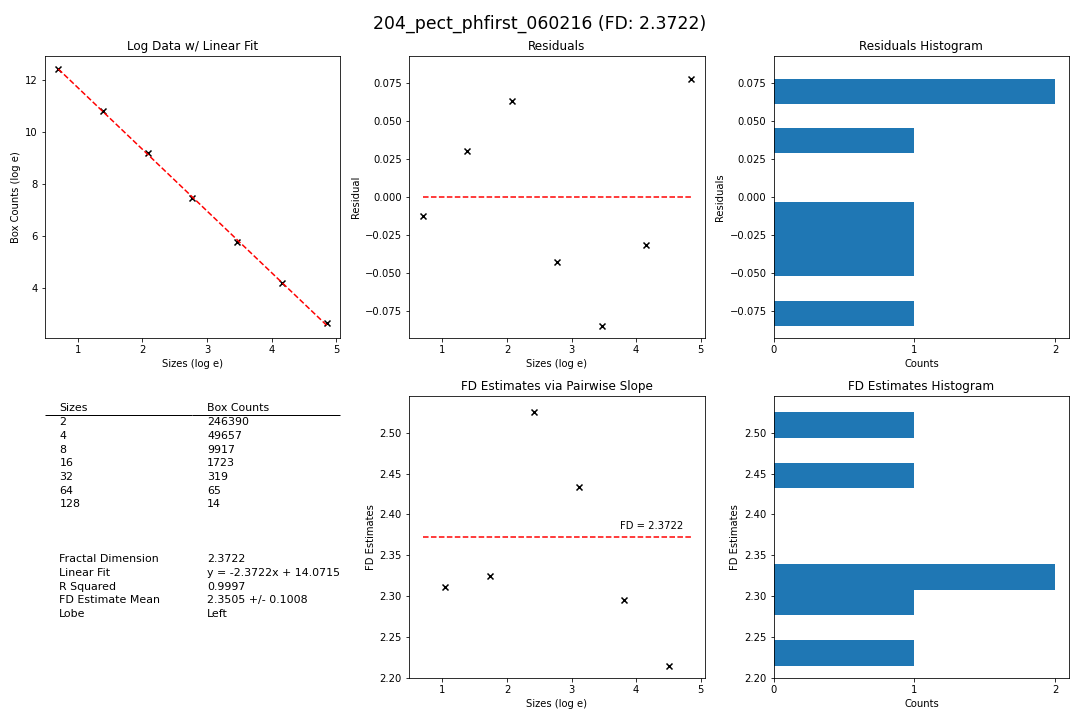 204_pect_phfirst_060216 (FD: 2.3722)
Log Data w/ Linear Fit
Box Counts (log e)
12
10
8
6
4
1 2 3 4 5
Sizes (log e)
Residuals
Residual
0.075
0.050
0.025
0.000
−0.025
−0.050
−0.075
1 2 3 4 5
Sizes (log e)
Residuals Histogram
Residuals
0.075
0.050
0.025
0.000
−0.025
−0.050
−0.075
0 1 2
Counts
Sizes Box Counts
2 246390
4 49657
8 9917
16 1723
32 319
64 65
128 14
Fractal Dimension 2.3722
Linear Fit y = -2.3722x + 14.0715
R Squared 0.9997
FD Estimate Mean 2.3505 +/- 0.1008
Lobe Left
FD Estimates via Pairwise Slope
FD Estimates
2.50
2.45
2.40
2.35
2.30
2.25
2.20
FD = 2.3722
1 2 3 4 5
Sizes (log e)
FD Estimates Histogram
FD Estimates
2.50
2.45
2.40
2.35
2.30
2.25
2.20
0 1 2
Counts